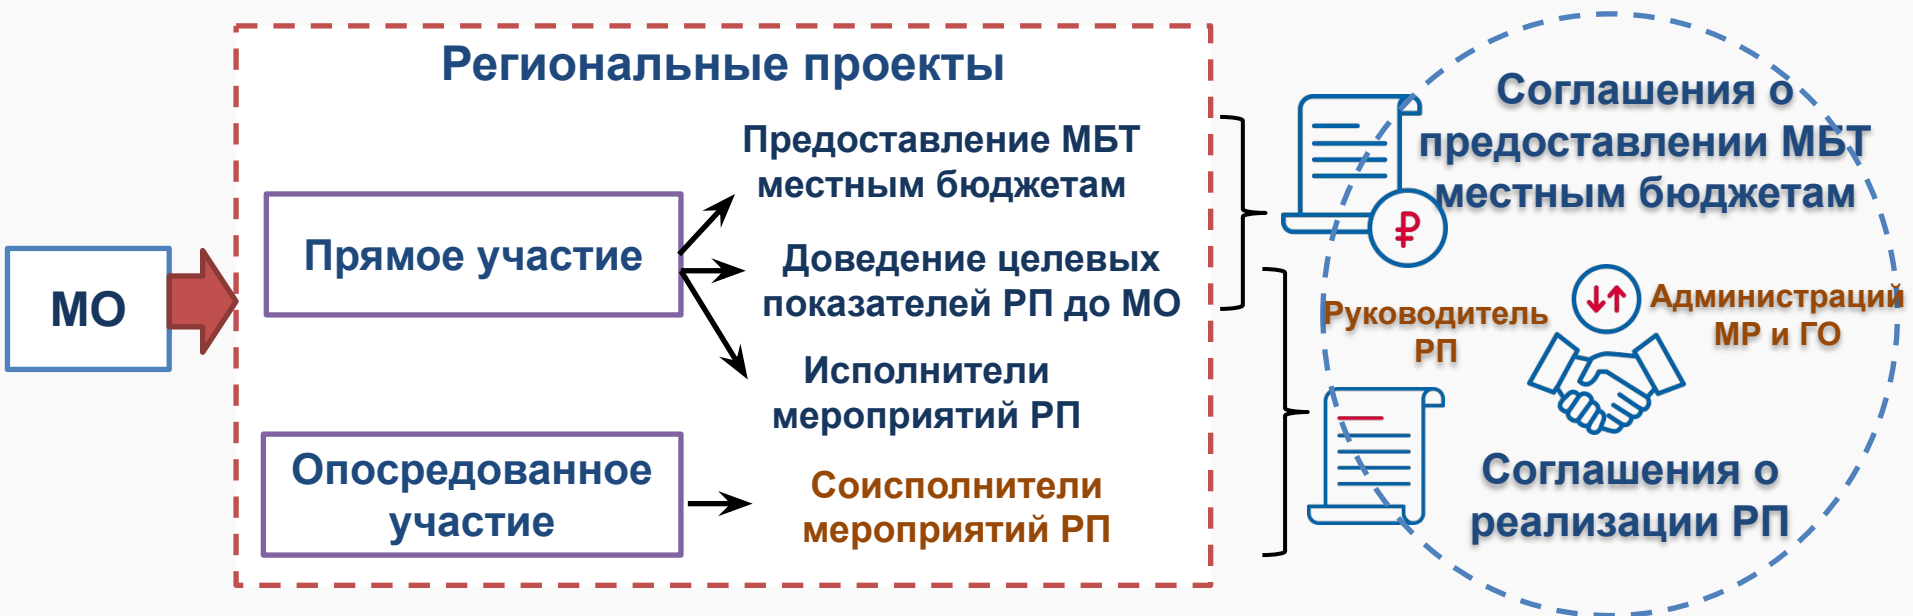 Региональные проекты
МО
Прямое участие
Предоставление МБТ
местным бюджетам
Доведение целевых
показателей РП до МО
Исполнители
мероприятий РП
Опосредованное
участие
Соисполнители
мероприятий РП
Соглашения о
предоставлении МБТ
местным бюджетам
₽
Руководитель
РП
Администраций
МР и ГО
Соглашения о
реализации РП